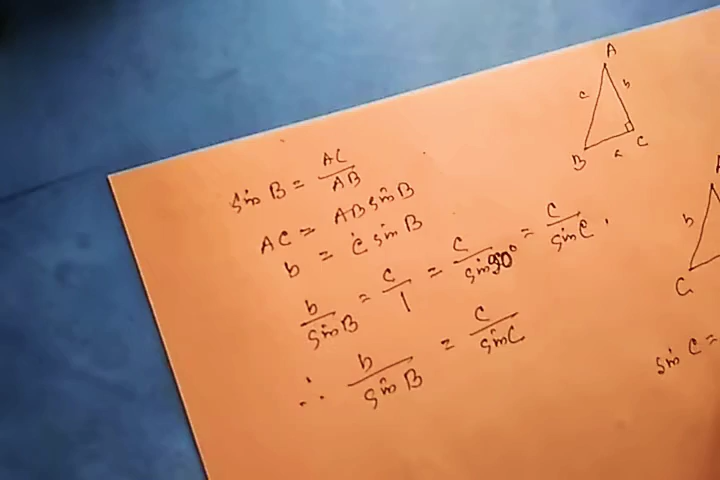 A
c b
B a C
sin B = AC/AB
AC = AB sin B
b = c sin B
b/sin B = c/1 = c/sin 90° = c/sin C.
∴ b/sin B = c/sin C
b
C
sin C =